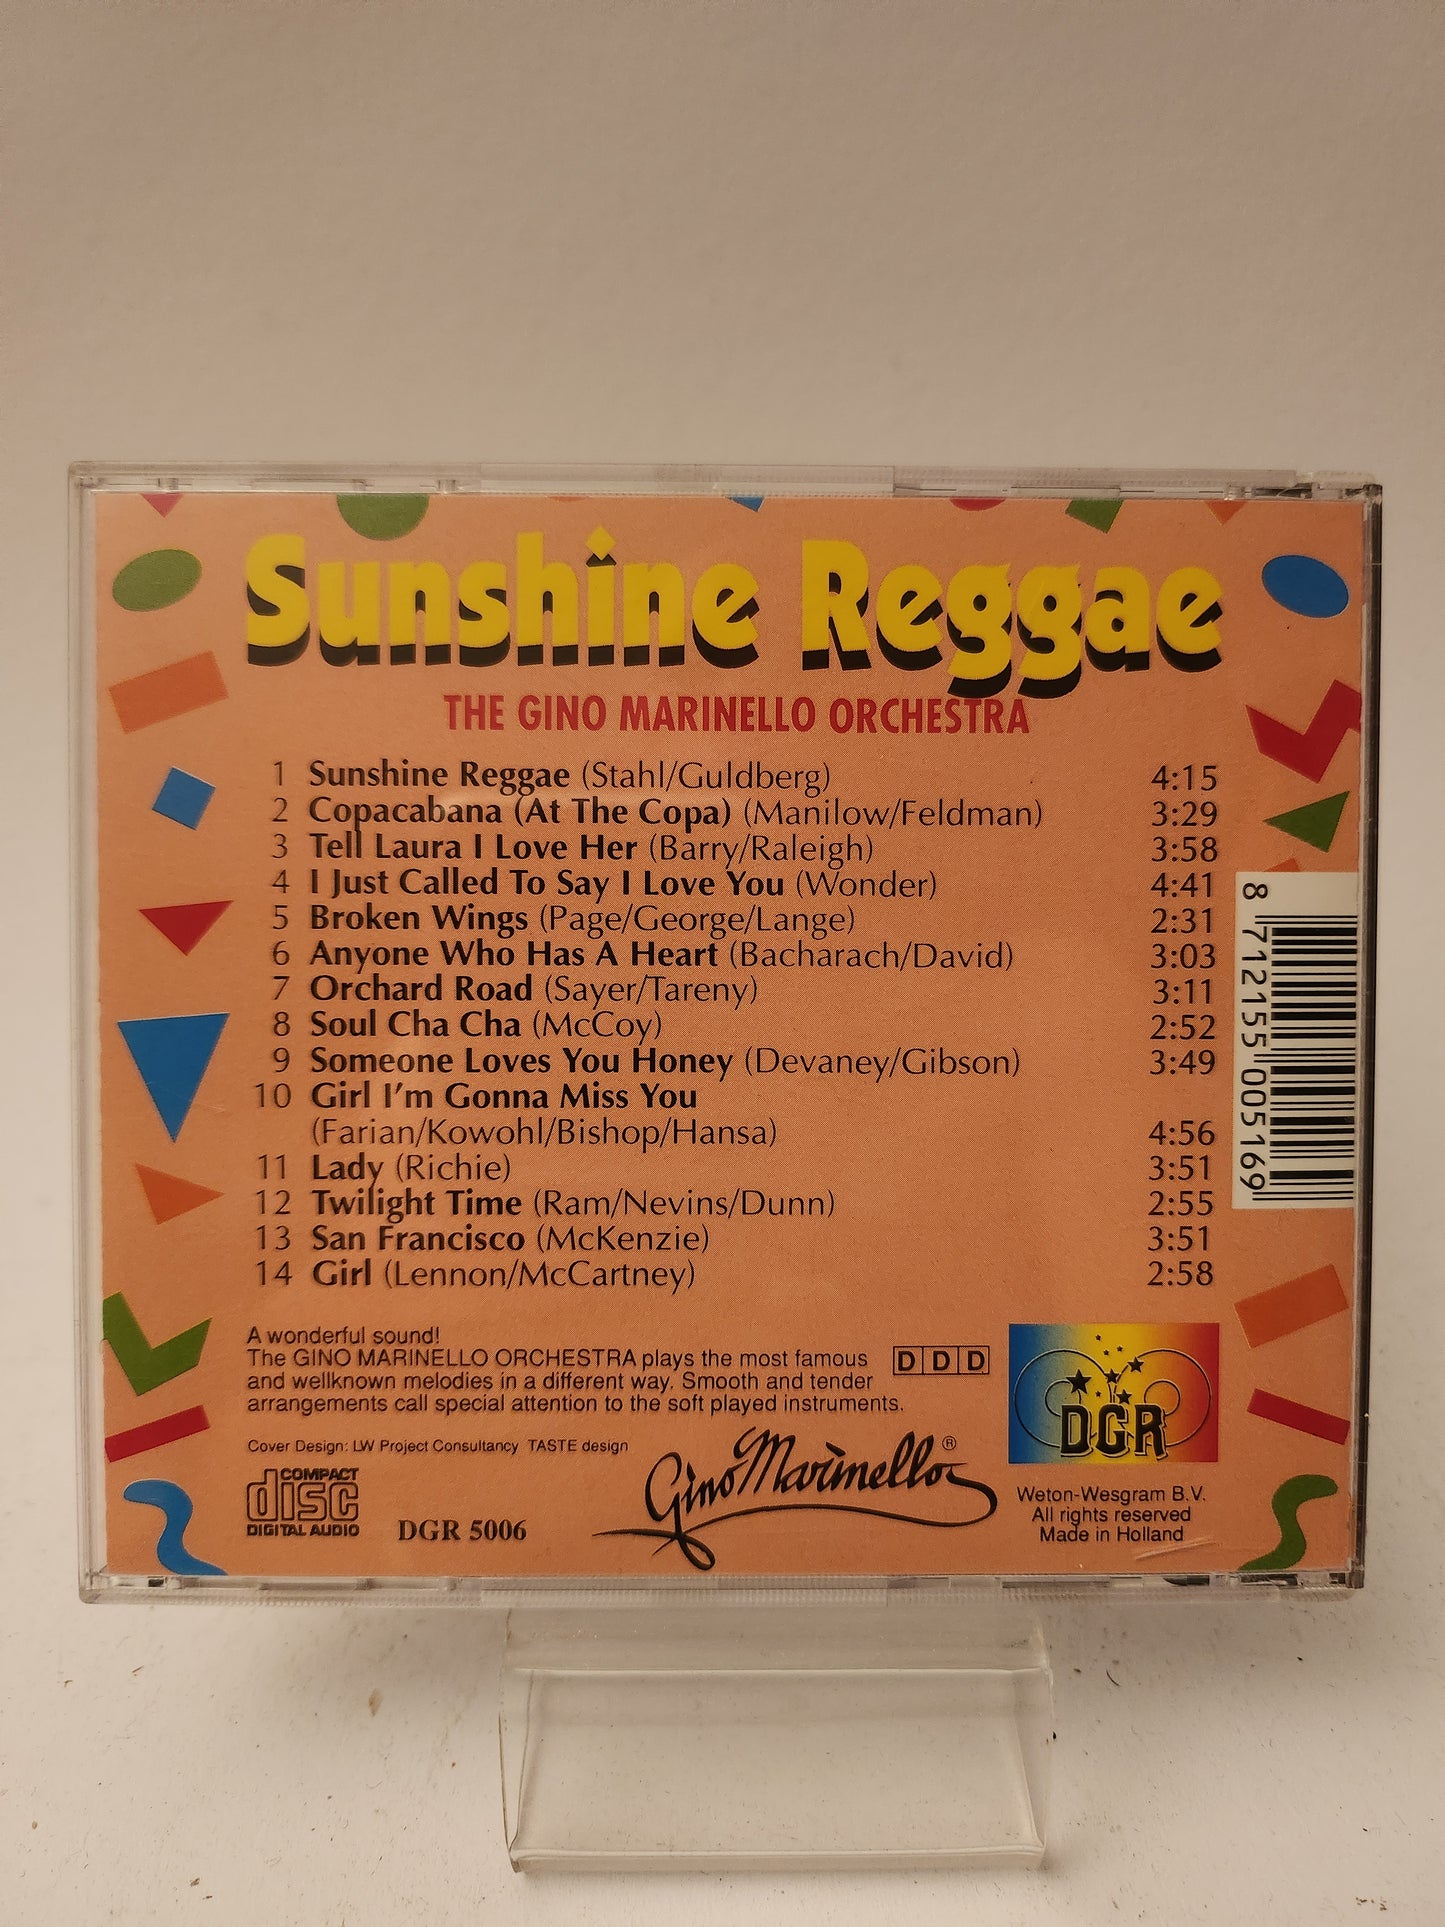 Sunshine Reggae
THE GINO MARINELLO ORCHESTRA
1 Sunshine Reggae (Stahl/Guldberg) 4:15
2 Copacabana (At The Copa) (Manilow/Feldman) 3:29
3 Tell Laura I Love Her (Barry/Raleigh) 3:58
4 I Just Called To Say I Love You (Wonder) 4:41
5 Broken Wings (Page/George/Lange) 2:31
6 Anyone Who Has A Heart (Bacharach/David) 3:03
7 Orchard Road (Sayer/Tareny) 3:11
8 Soul Cha Cha (McCoy) 2:52
9 Someone Loves You Honey (Devaney/Gibson) 3:49
10 Girl I'm Gonna Miss You
(Farian/Kowohl/Bishop/Hansa) 4:56
11 Lady (Richie) 3:51
12 Twilight Time (Ram/Nevins/Dunn) 2:55
13 San Francisco (McKenzie) 3:51
14 Girl (Lennon/McCartney) 2:58
8 712155 005169
A wonderful sound!
The GINO MARINELLO ORCHESTRA plays the most famous
and wellknown melodies in a different way. Smooth and tender
arrangements call special attention to the soft played instruments.
DDD
DGR
Cover Design: LW Project Consultancy TASTE design
COMPACT
disc
DIGITAL AUDIO
DGR 5006
Gino Marinello ®
Weton-Wesgram B.V.
All rights reserved
Made in Holland